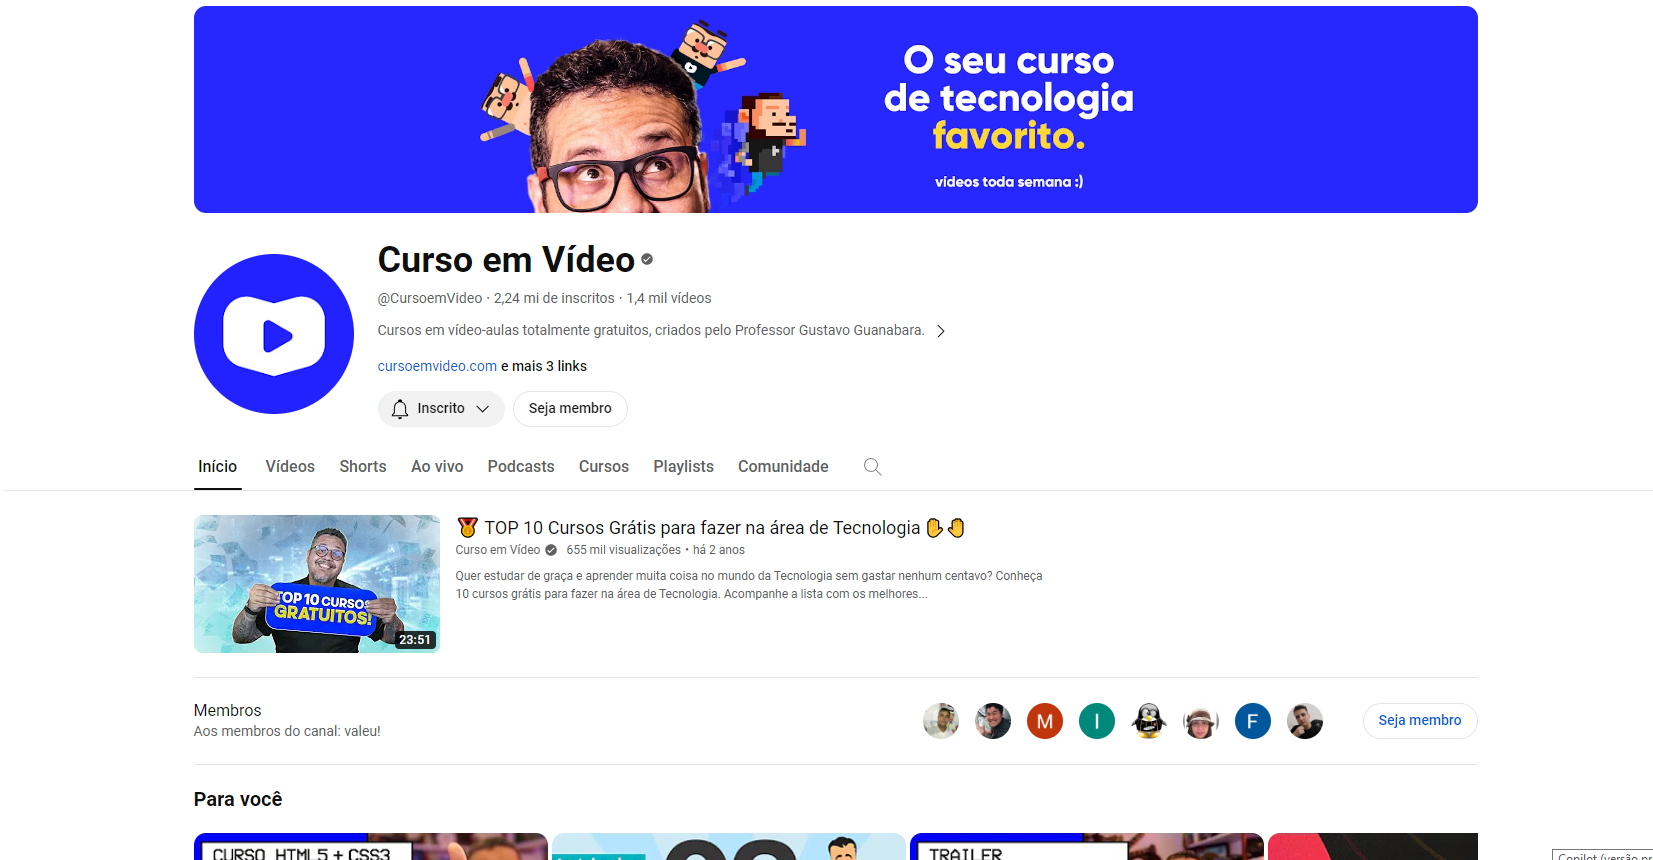 O seu curso
de tecnologia
favorito.
vídeos toda semana :)
Curso em Vídeo
@CursoemVideo · 2,24 mi de inscritos · 1,4 mil vídeos
Cursos em vídeo-aulas totalmente gratuitos, criados pelo Professor Gustavo Guanabara.
cursoemvideo.com e mais 3 links
Inscrito
Seja membro
Início Vídeos Shorts Ao vivo Podcasts Cursos Playlists Comunidade
TOP 10 CURSOS
GRATUITOS!
23:51
🏅 TOP 10 Cursos Grátis para fazer na área de Tecnologia ✋🤚
Curso em Vídeo 655 mil visualizações • há 2 anos
Quer estudar de graça e aprender muita coisa no mundo da Tecnologia sem gastar nenhum centavo? Conheça
10 cursos grátis para fazer na área de Tecnologia. Acompanhe a lista com os melhores...
Membros
Aos membros do canal: valeu!
M
I
F
Seja membro
Para você
CURSO HTML5 + CSS3
TRAILER